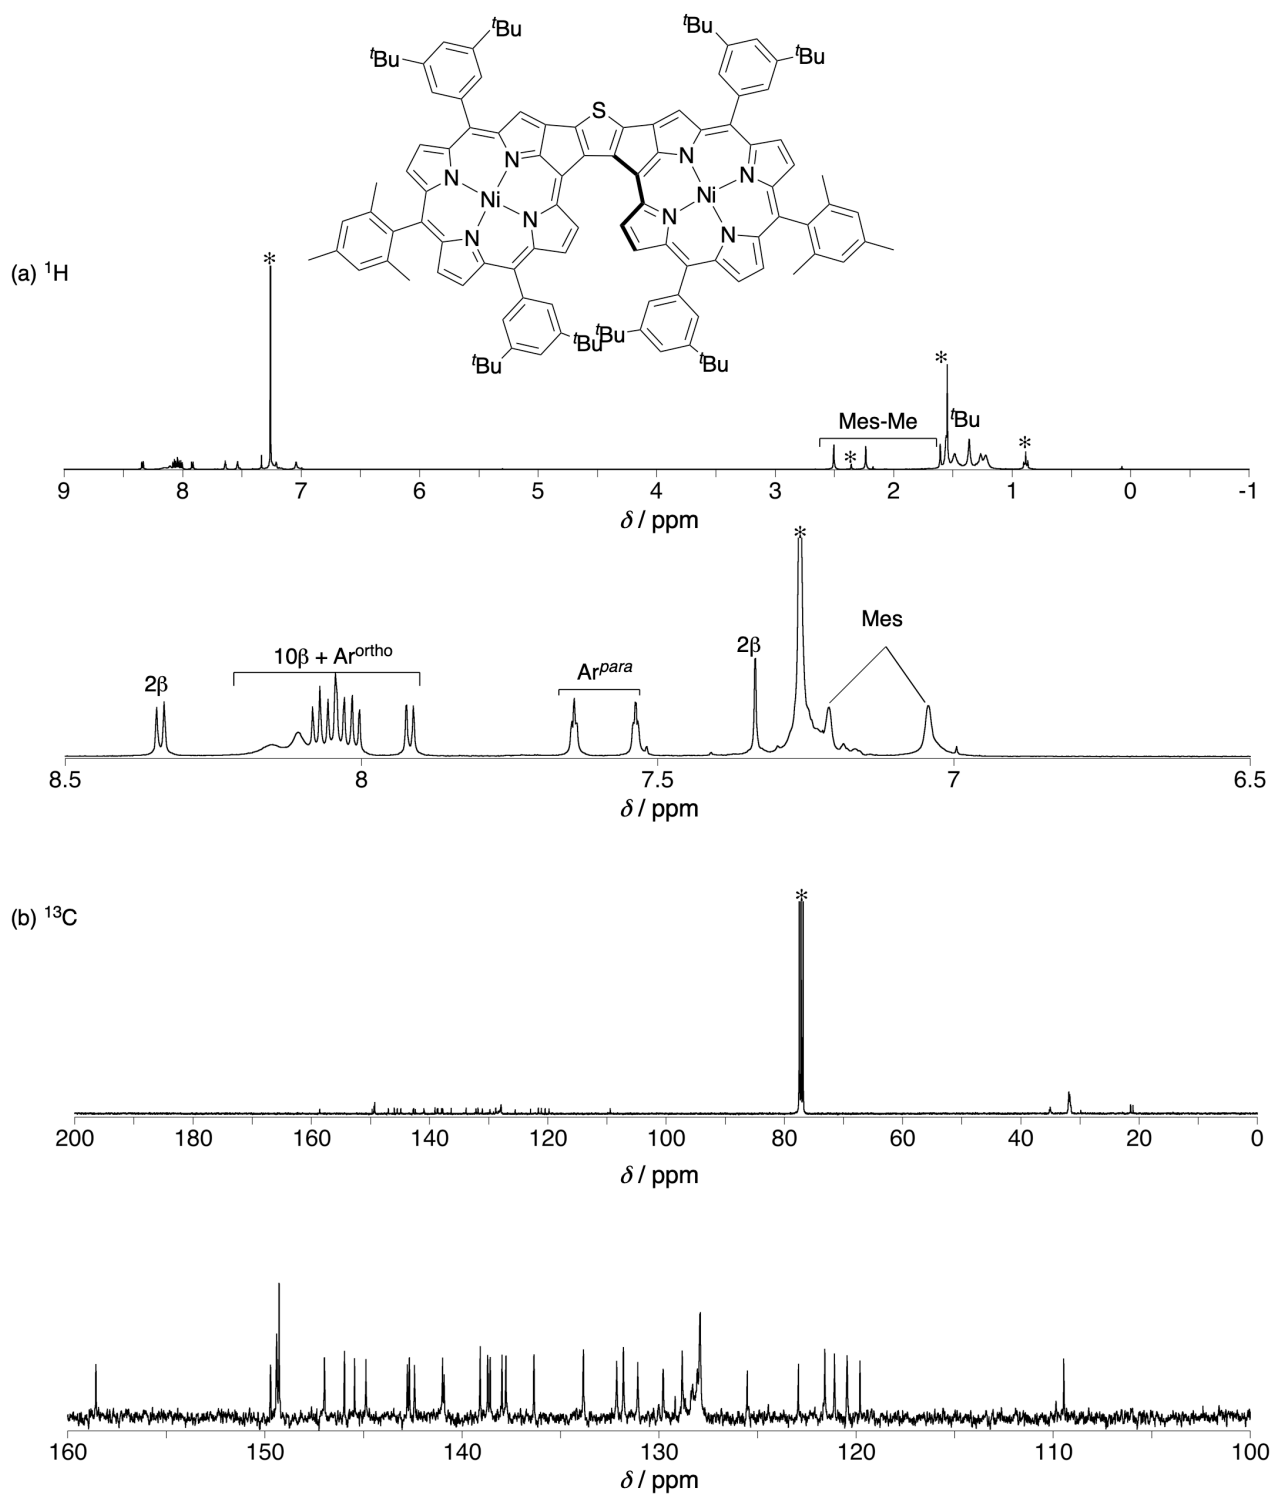 tBu
tBu
tBu
tBu
S
N
N
N
N
Ni
Ni
N
N
N
N
tBu
tBu
tBu
tBu
(a) 1H
*
*
Mes-Me
tBu
*
*
9 8 7 6 5 4 3 2 1 0 -1
δ / ppm
*
Mes
2β
10β + Arortho
Arpara
2β
8.5 8 7.5 7 6.5
δ / ppm
(b) 13C
*
200 180 160 140 120 100 80 60 40 20 0
δ / ppm
160 150 140 130 120 110 100
δ / ppm